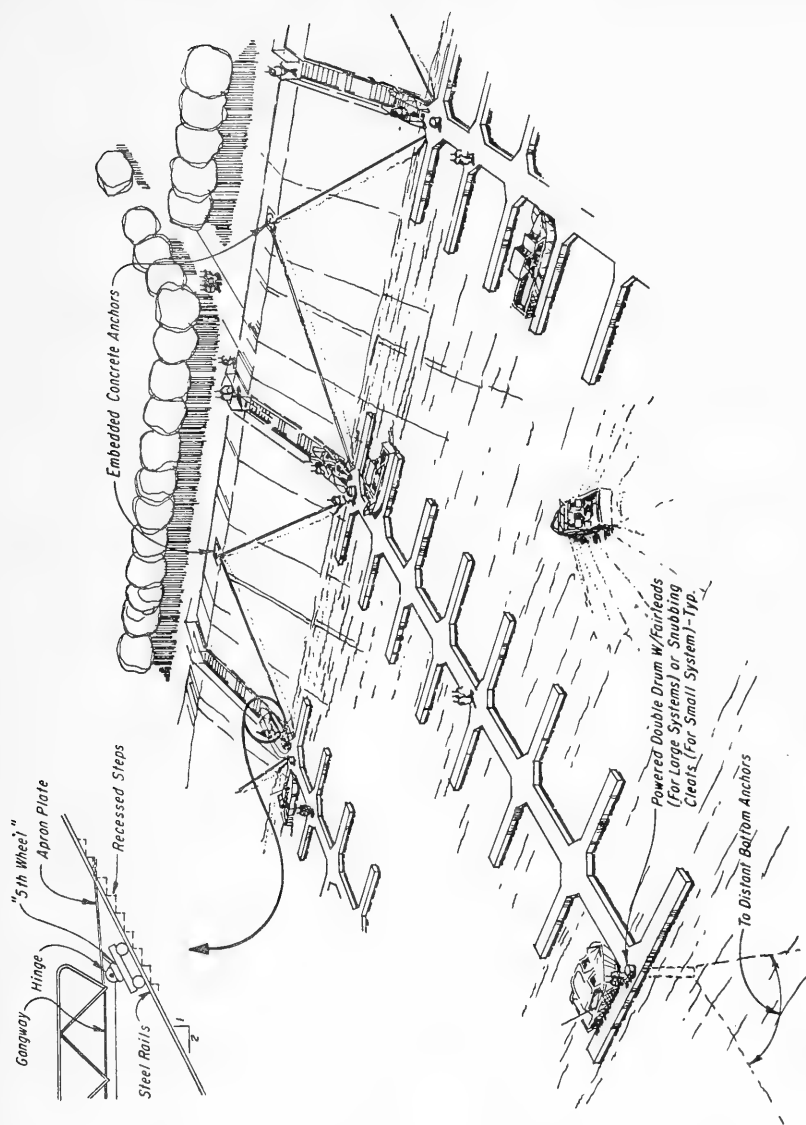 Gangway
Hinge
"5th Wheel"
Apron Plate
Recessed Steps
Steel Rails
1
2
Embedded Concrete Anchors
Powered Double Drum W/Fairleads
(For Large Systems) or Snubbing
Cleats (For Small System)-Typ.
To Distant Bottom Anchors